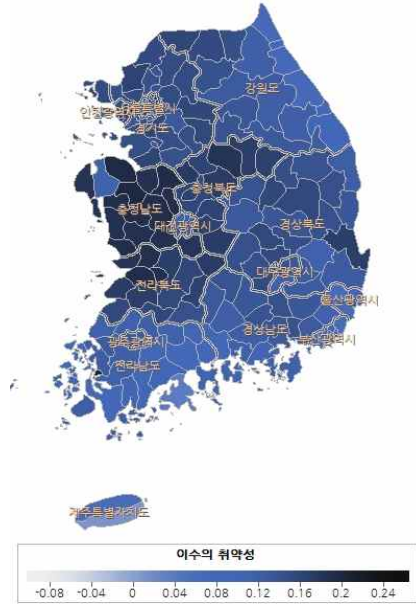 강원도
인천광역시
서울특별시
경기도
충청북도
충청남도
대전광역시
경상북도
대구광역시
전라북도
울산광역시
경상남도
부산광역시
광주광역시
전라남도
제주특별자치도
이수의 취약성
-0.08 -0.04 0 0.04 0.08 0.12 0.16 0.2 0.24